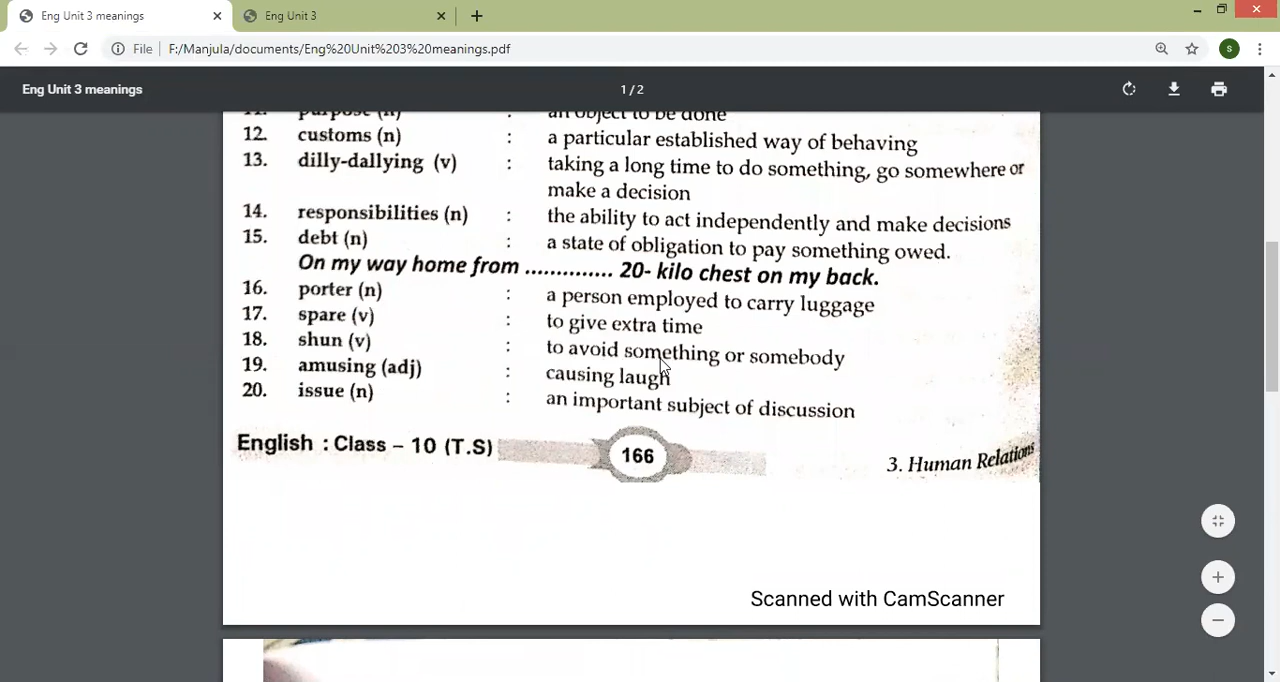 Eng Unit 3 meanings
Eng Unit 3
File F:/Manjula/documents/Eng%20Unit%203%20meanings.pdf
S
Eng Unit 3 meanings
1 / 2
11. purpose (n) : an object to be done
12. customs (n) : a particular established way of behaving
13. dilly-dallying (v) : taking a long time to do something, go somewhere or
make a decision
14. responsibilities (n) : the ability to act independently and make decisions
15. debt (n) : a state of obligation to pay something owed.
On my way home from ............. 20- kilo chest on my back.
16. porter (n) : a person employed to carry luggage
17. spare (v) : to give extra time
18. shun (v) : to avoid something or somebody
19. amusing (adj) : causing laugh
20. issue (n) : an important subject of discussion
English : Class – 10 (T.S)
166
3. Human Relations
Scanned with CamScanner